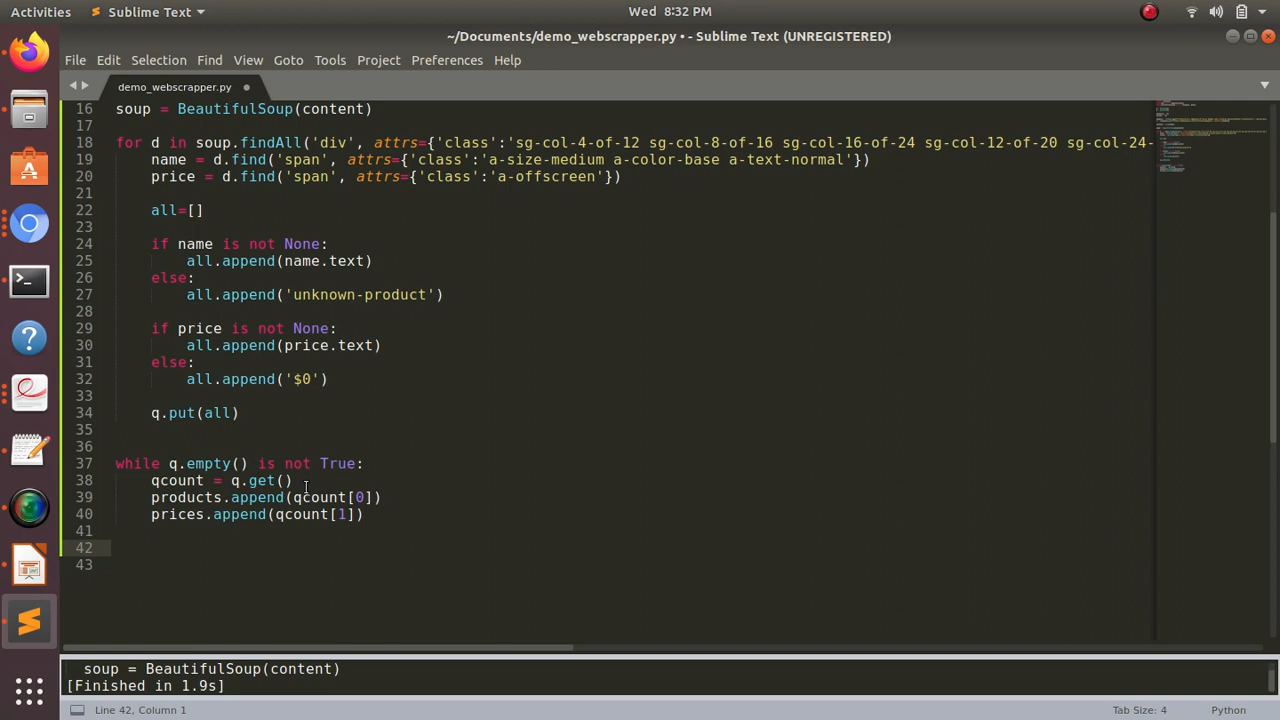 Activities Sublime Text Wed 8:32 PM
~/Documents/demo_webscrapper.py • - Sublime Text (UNREGISTERED)
File Edit Selection Find View Goto Tools Project Preferences Help
demo_webscrapper.py
16 soup = BeautifulSoup(content)
17
18 for d in soup.findAll('div', attrs={'class':'sg-col-4-of-12 sg-col-8-of-16 sg-col-16-of-24 sg-col-12-of-20 sg-col-24-
19     name = d.find('span', attrs={'class':'a-size-medium a-color-base a-text-normal'})
20     price = d.find('span', attrs={'class':'a-offscreen'})
21
22     all=[]
23
24     if name is not None:
25         all.append(name.text)
26     else:
27         all.append('unknown-product')
28
29     if price is not None:
30         all.append(price.text)
31     else:
32         all.append('$0')
33
34     q.put(all)
35
36
37 while q.empty() is not True:
38     qcount = q.get()
39     products.append(qcount[0])
40     prices.append(qcount[1])
41
42
43
soup = BeautifulSoup(content)
[Finished in 1.9s]
Line 42, Column 1 Tab Size: 4 Python